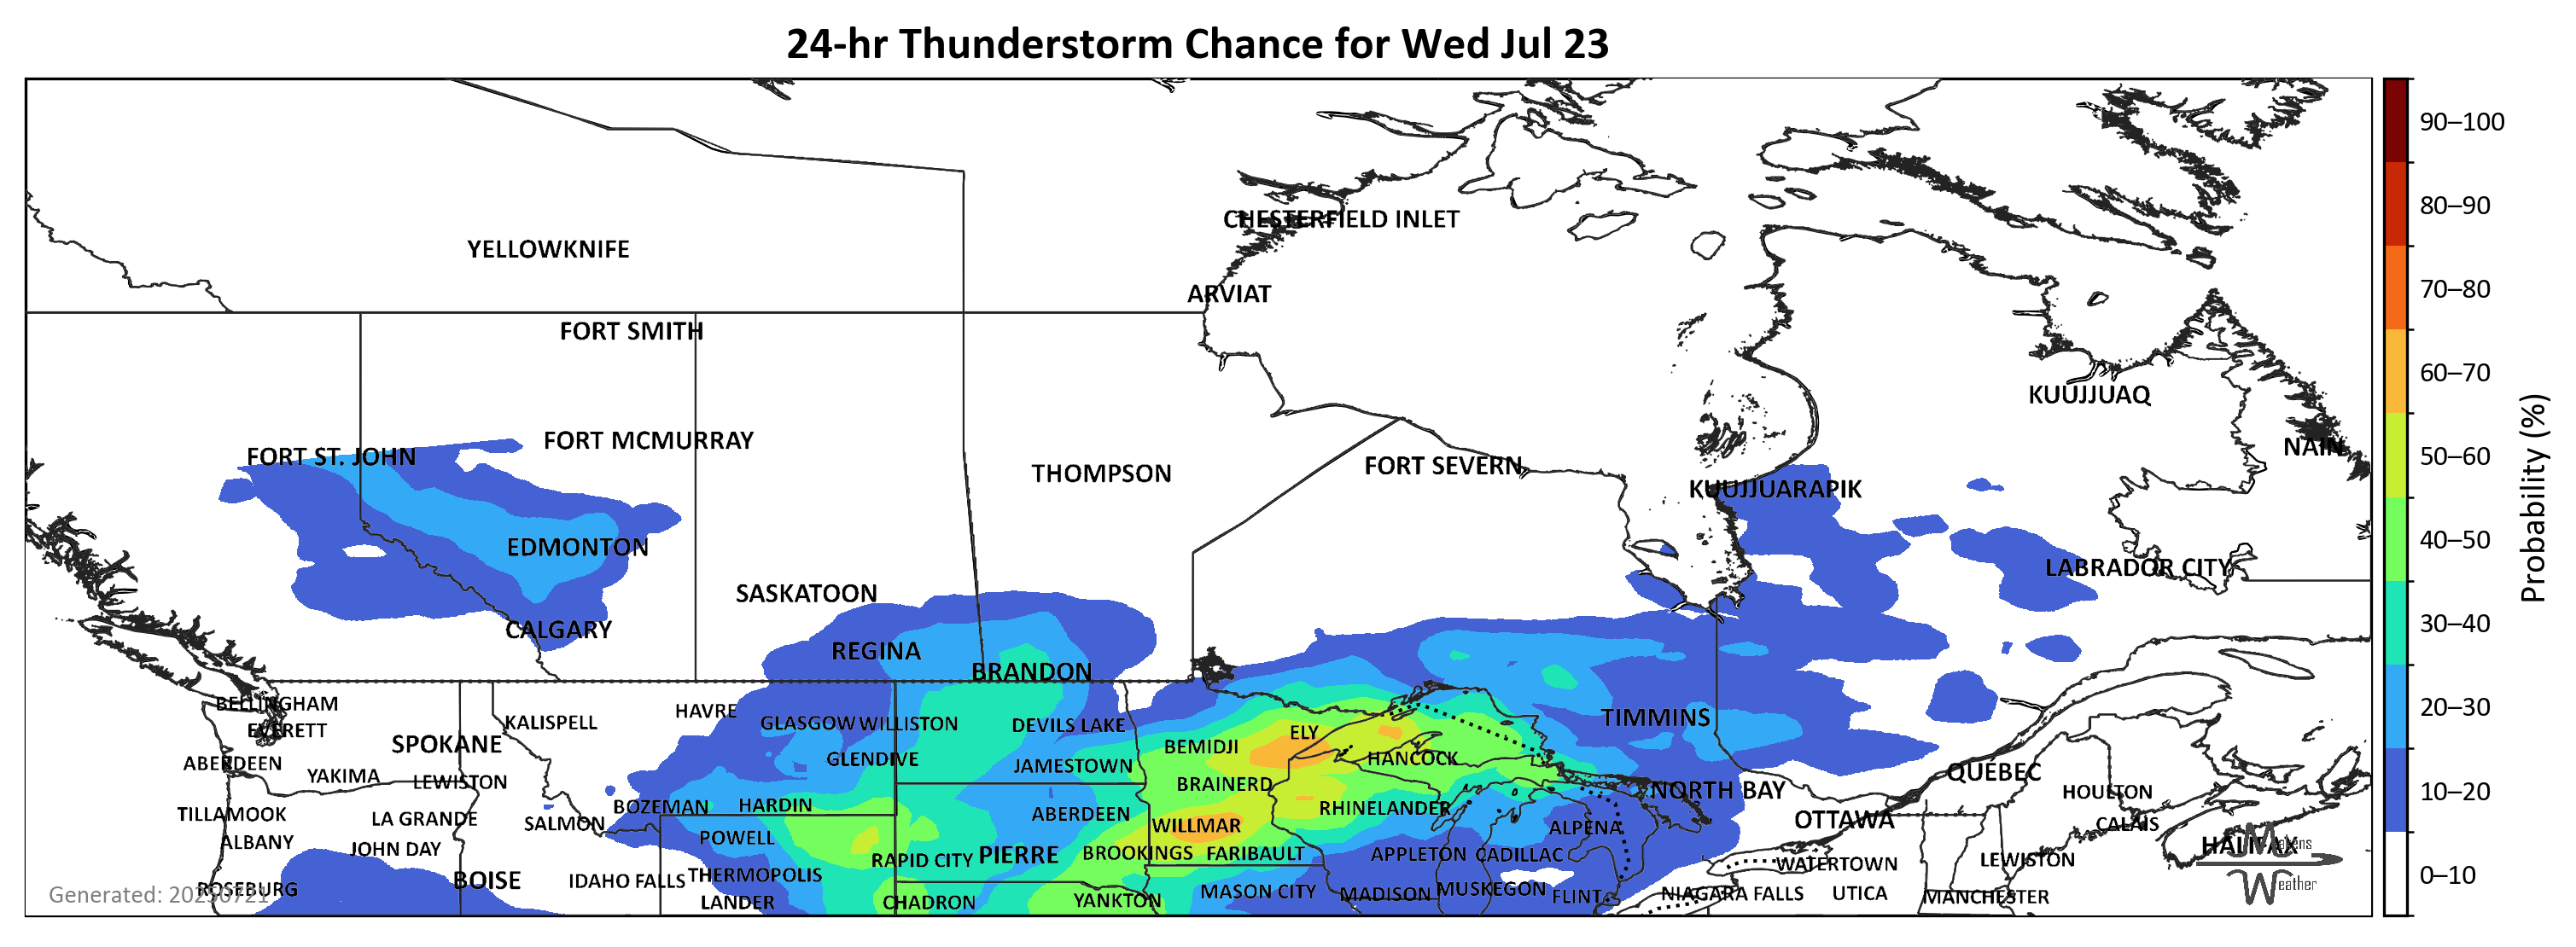 24-hr Thunderstorm Chance for Wed Jul 23
90–100
80–90
CHESTERFIELD INLET
YELLOWKNIFE
70–80
ARVIAT
FORT SMITH
60–70
KUUJJUAQ
FORT MCMURRAY
NAIN
50–60
FORT ST. JOHN
FORT SEVERN
THOMPSON
KUUJJUARAPIK
Probability (%)
40–50
EDMONTON
LABRADOR CITY
SASKATOON
30–40
CALGARY
REGINA
BRANDON
BELLINGHAM
20–30
HAVRE
TIMMINS
KALISPELL
GLASGOW
WILLISTON
DEVILS LAKE
EVERETT
ELY
SPOKANE
BEMIDJI
HANCOCK
GLENDIVE
ABERDEEN
JAMESTOWN
QUÉBEC
YAKIMA
LEWISTON
BRAINERD
NORTH BAY
HOULTON
10–20
BOZEMAN
HARDIN
RHINELANDER
TILLAMOOK
ABERDEEN
LA GRANDE
OTTAWA
SALMON
CALAIS
WILLMAR
ALPENA
POWELL
ALBANY
HALIFAX
Makens
JOHN DAY
BROOKINGS
FARIBAULT
APPLETON
CADILLAC
PIERRE
RAPID CITY
LEWISTON
WATERTOWN
THERMOPOLIS
0–10
BOISE
IDAHO FALLS
Weather
ROSEBURG
MUSKEGON
MASON CITY
MADISON
NIAGARA FALLS
UTICA
Generated: 20250721
MANCHESTER
FLINT
YANKTON
LANDER
CHADRON